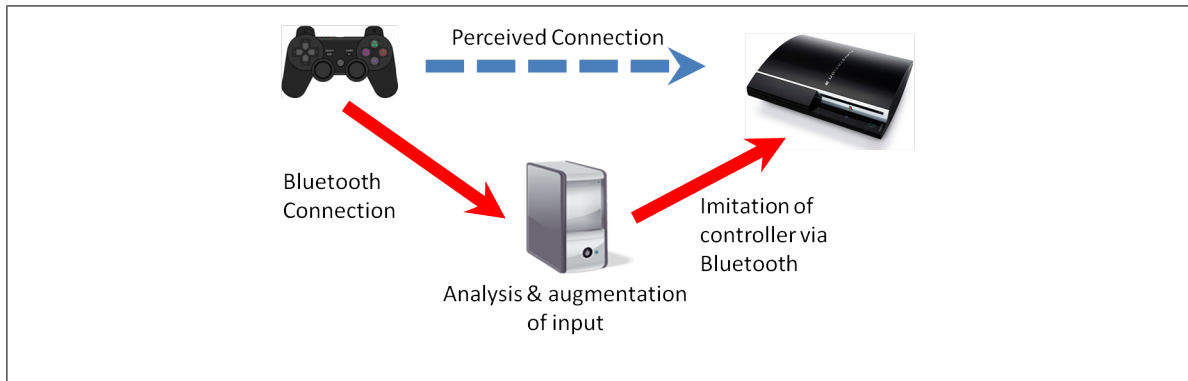 Perceived Connection
Bluetooth
Connection
Imitation of
controller via
Bluetooth
Analysis & augmentation
of input